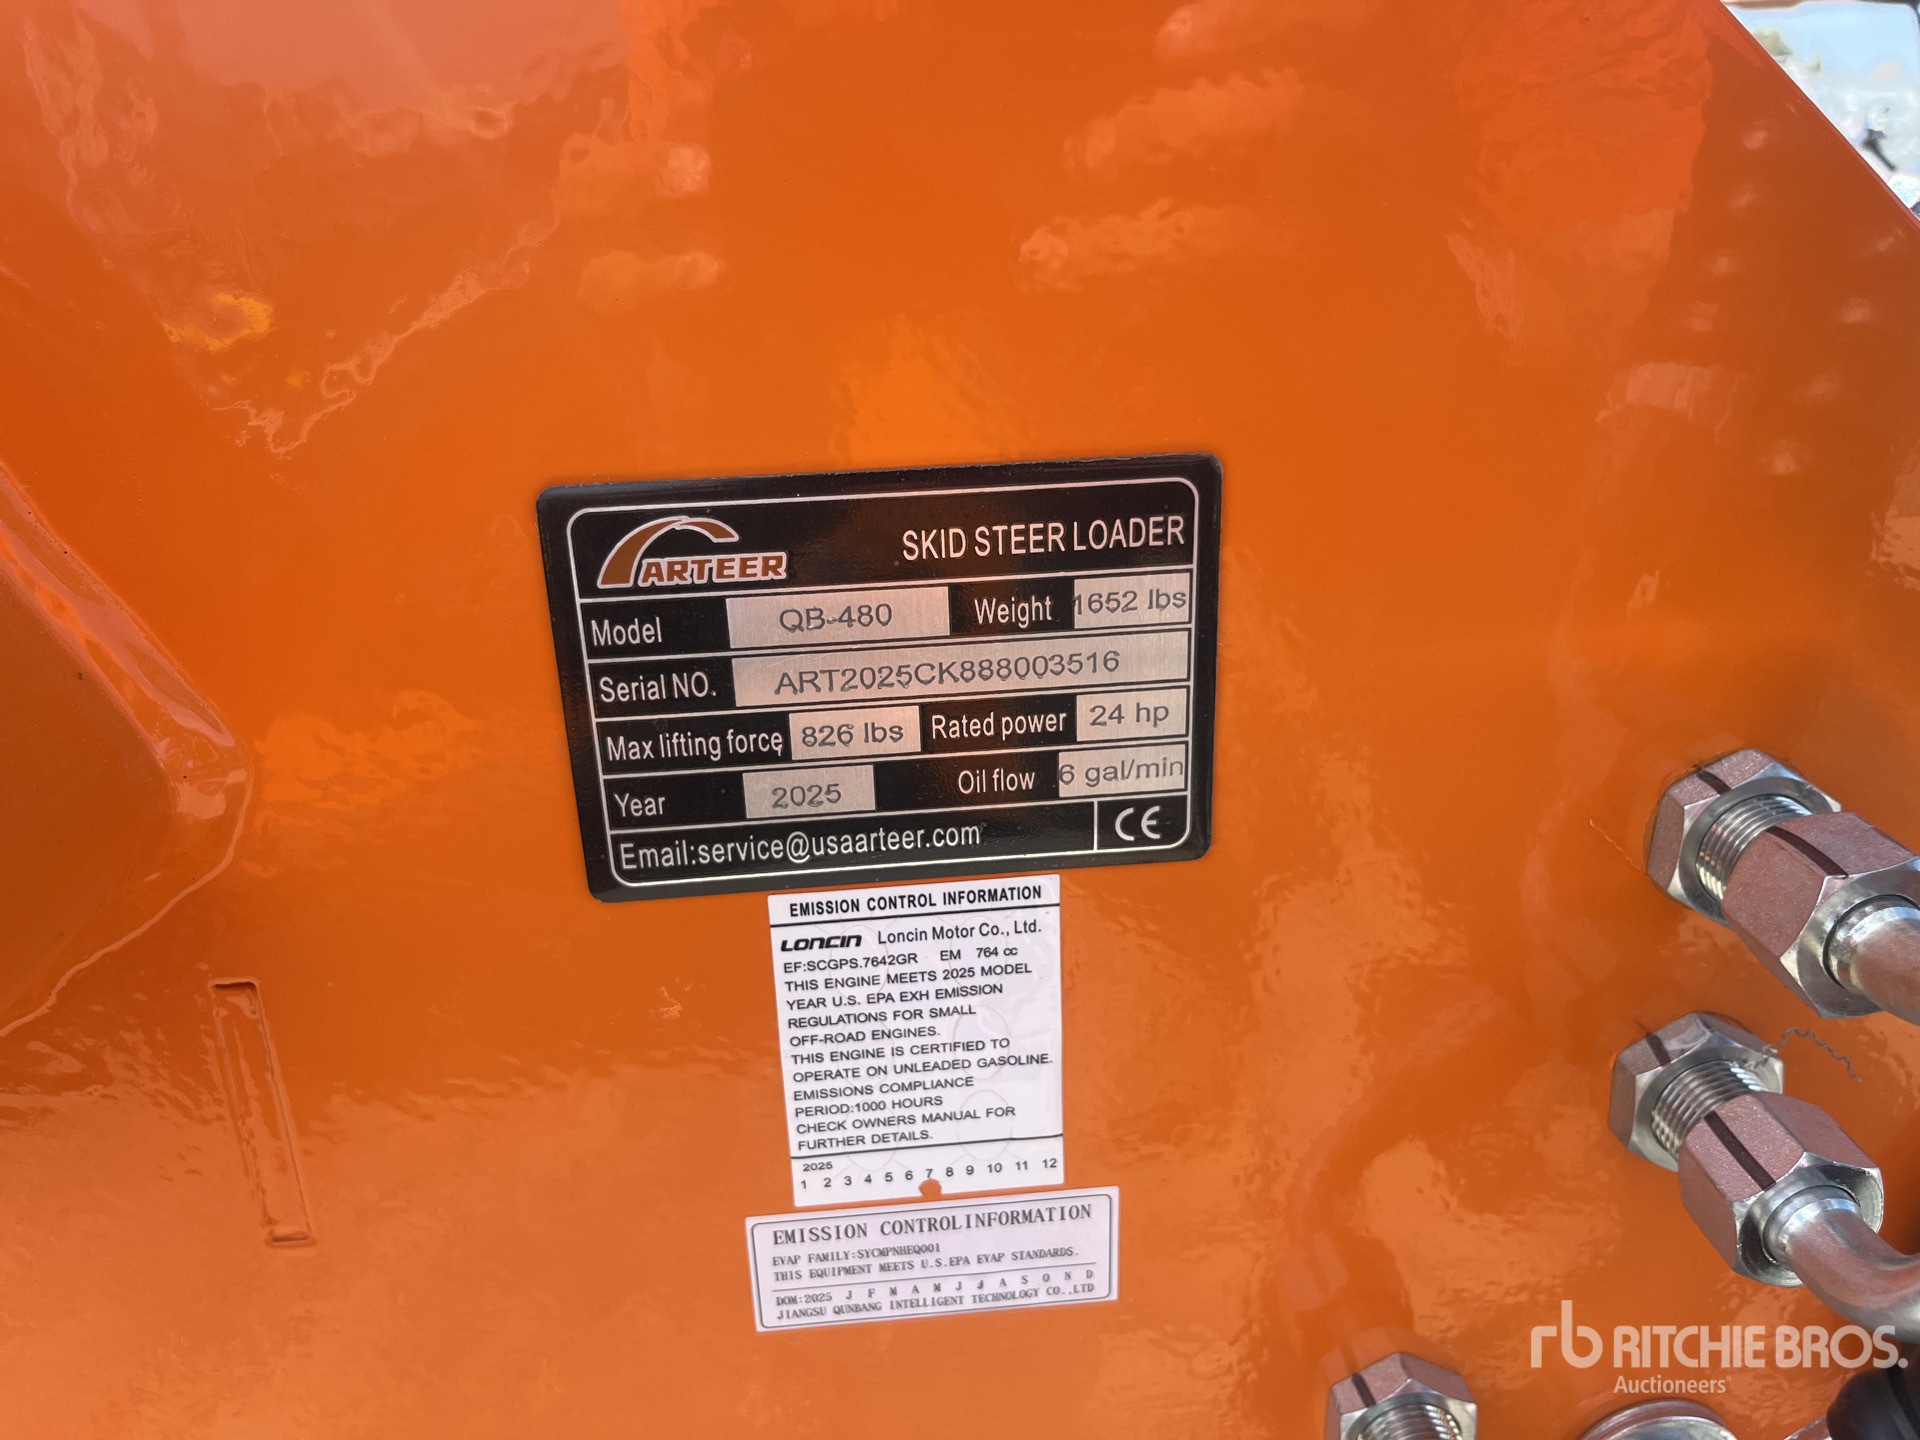 ARTEER SKID STEER LOADER
Model QB-480 Weight 1652 lbs
Serial NO. ART2025CK888003516
Max lifting force 826 lbs Rated power 24 hp
Year 2025 Oil flow 6 gal/min
Email:service@usaarteer.com CE
EMISSION CONTROL INFORMATION
LONCIN Loncin Motor Co., Ltd.
EF:SCGPS.7642GR EM 764 cc
THIS ENGINE MEETS 2025 MODEL
YEAR U.S. EPA EXH EMISSION
REGULATIONS FOR SMALL
OFF-ROAD ENGINES.
THIS ENGINE IS CERTIFIED TO
OPERATE ON UNLEADED GASOLINE.
EMISSIONS COMPLIANCE
PERIOD:1000 HOURS
CHECK OWNERS MANUAL FOR
FURTHER DETAILS.
2025
1 2 3 4 5 6 7 8 9 10 11 12
EMISSION CONTROLINFORMATION
EVAP FAMILY:SYCMPNHEQ001
THIS EQUIPMENT MEETS U.S.EPA EVAP STANDARDS.
DOM:2025 J F M A M J J A S O N D
JIANGSU QUNBANG INTELLIGENT TECHNOLOGY CO.,LTD
rb RITCHIE BROS.
Auctioneers